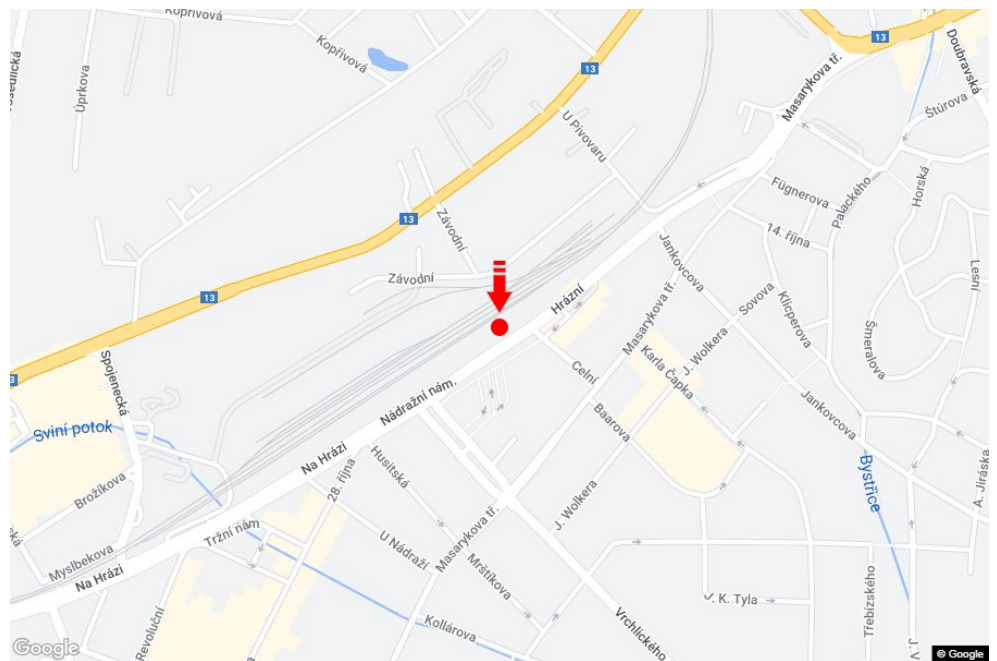 Kopřivová
Kopřivová
Úprkova
13
13
Masarykova tř.
Doubravská
Štúrova
U Pivovaru
Fügnerova
Palackého
Horská
14. října
13
Závodní
Závodní
Jankovcova
Lesní
13
Hrázní
Masarykova tř.
Sovova
Klicperova
Šmeralova
J. Wolkera
Spojenecká
Celní
Karla Čapka
Nádražní nám.
Baarova
Jankovcova
Sviní potok
Na Hrázi
Husitská
28. října
Bystřice
A. Jiráska
Brožíkova
J. Wolkera
Masarykova tř.
Tržní nám
U Nádraží
Myslbekova
Mrštíkova
Na Hrázi
J. K. Tyla
Třebízského
Revoluční
Kollárova
Vrchlického
J. V
Google
© Google